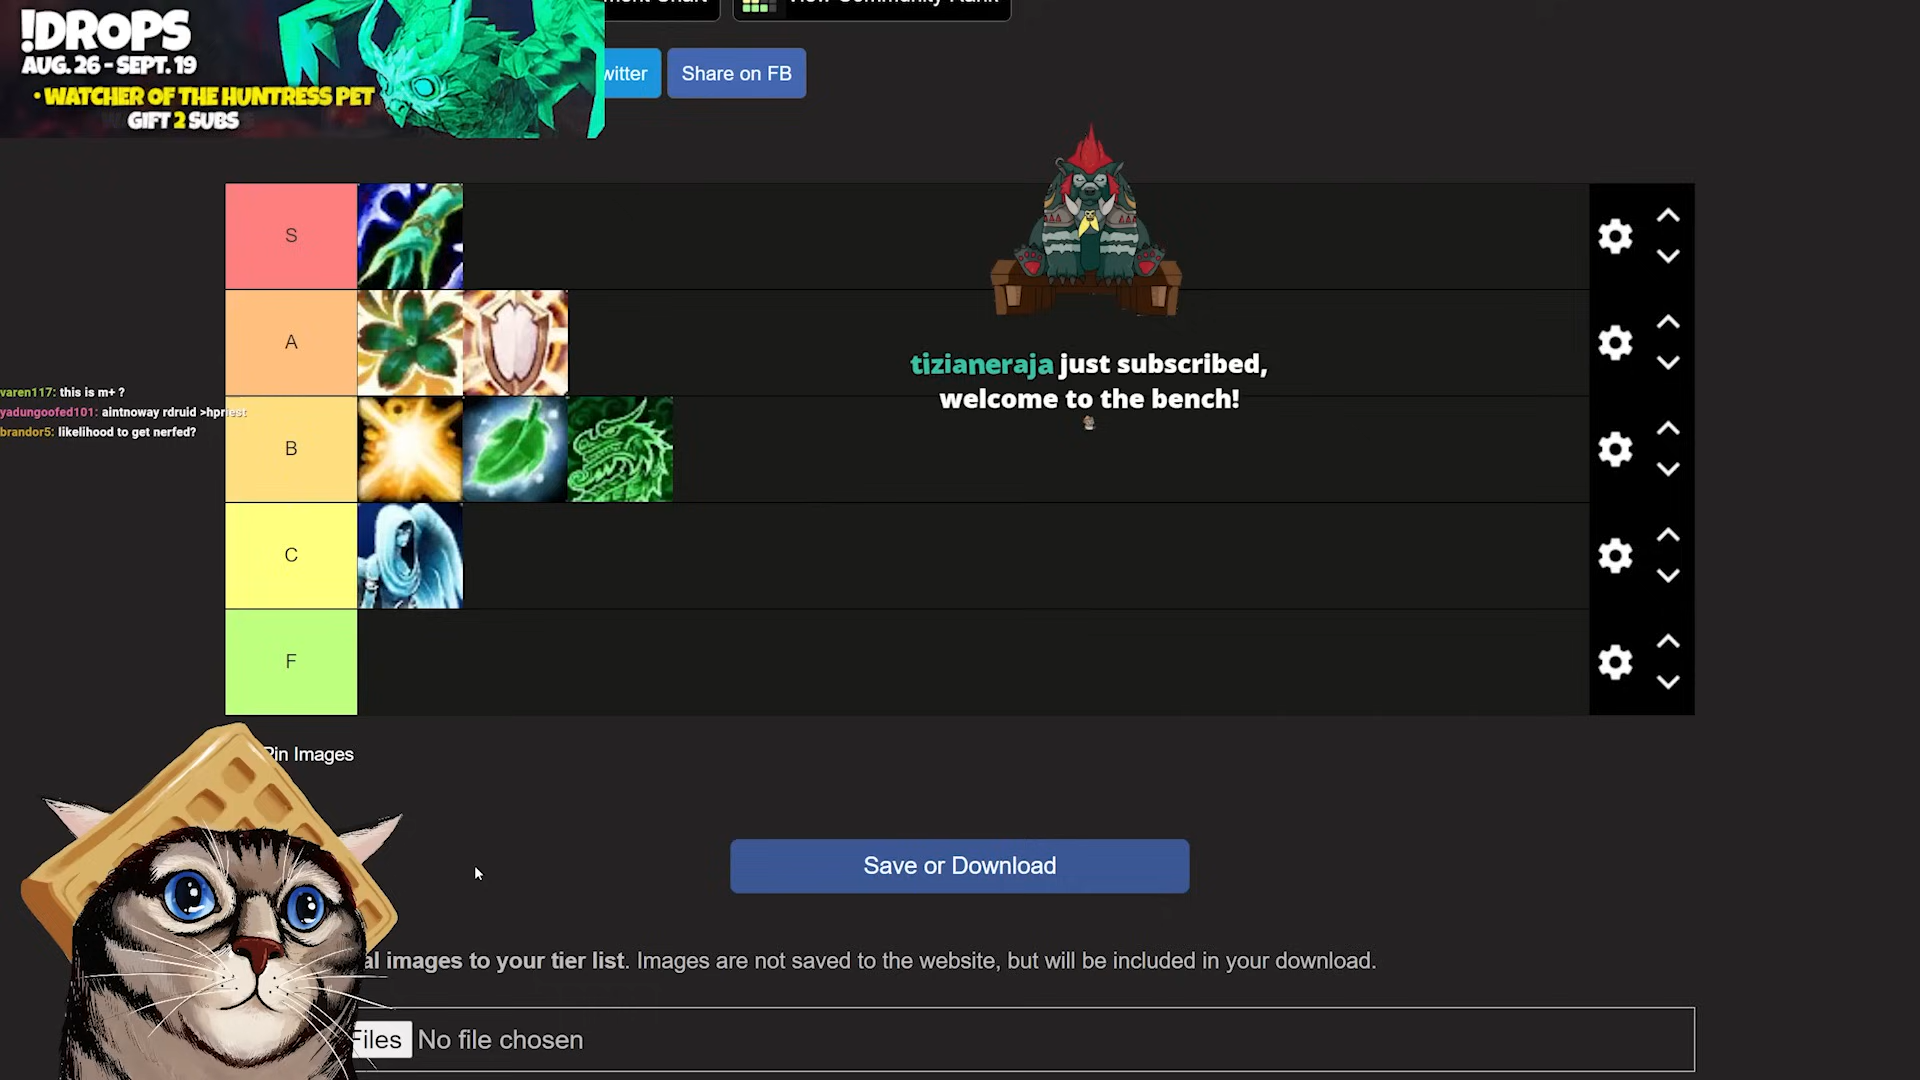 !DROPS
AUG. 26 - SEPT. 19
• WATCHER OF THE HUNTRESS PET
GIFT 2 SUBS
Share on FB
S
A
tizianeraja just subscribed,
welcome to the bench!
varen117: this is m+ ?
yadungoofed101: aintnoway rdruid >hpriest
brandor5: likelihood to get nerfed?
B
C
F
Pin Images
Save or Download
images to your tier list. Images are not saved to the website, but will be included in your download.
Files No file chosen